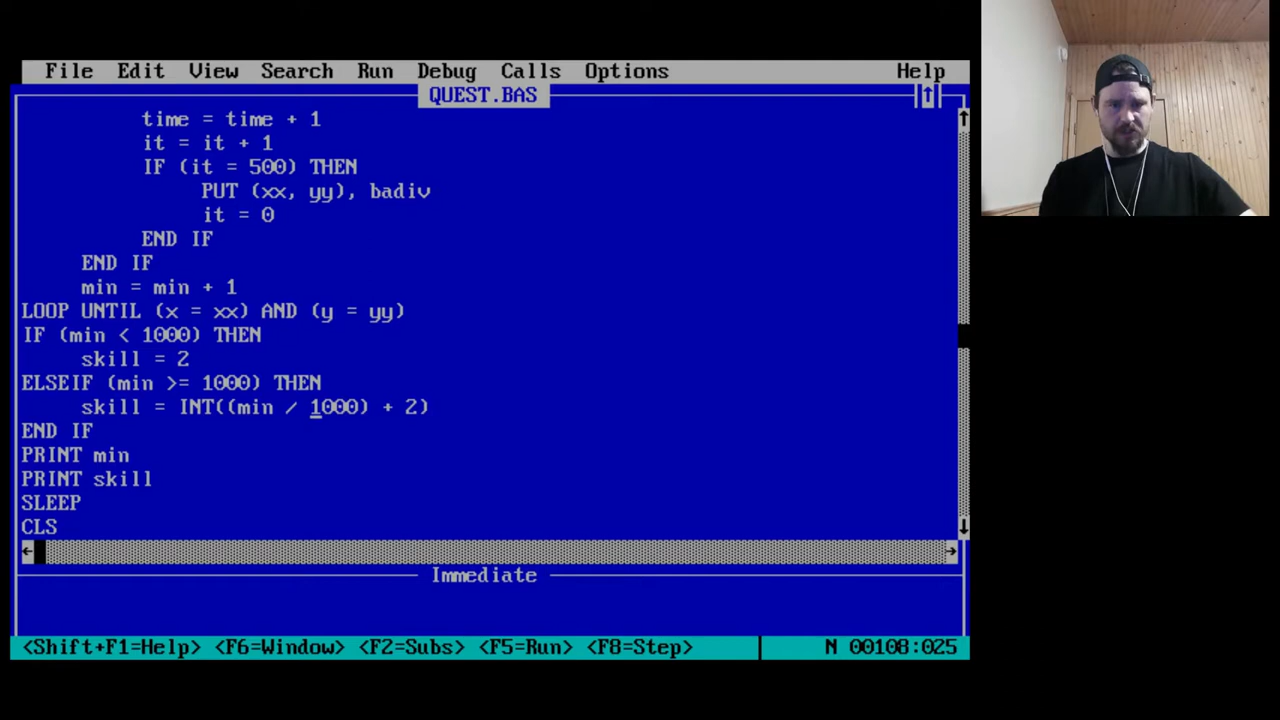 File Edit View Search Run Debug Calls Options Help
QUEST.BAS
time = time + 1
it = it + 1
IF (it = 500) THEN
PUT (xx, yy), badiv
it = 0
END IF
END IF
min = min + 1
LOOP UNTIL (x = xx) AND (y = yy)
IF (min < 1000) THEN
skill = 2
ELSEIF (min >= 1000) THEN
skill = INT((min / 1000) + 2)
END IF
PRINT min
PRINT skill
SLEEP
CLS
Immediate
<Shift+F1=Help> <F6=Window> <F2=Subs> <F5=Run> <F8=Step> N 00108:025